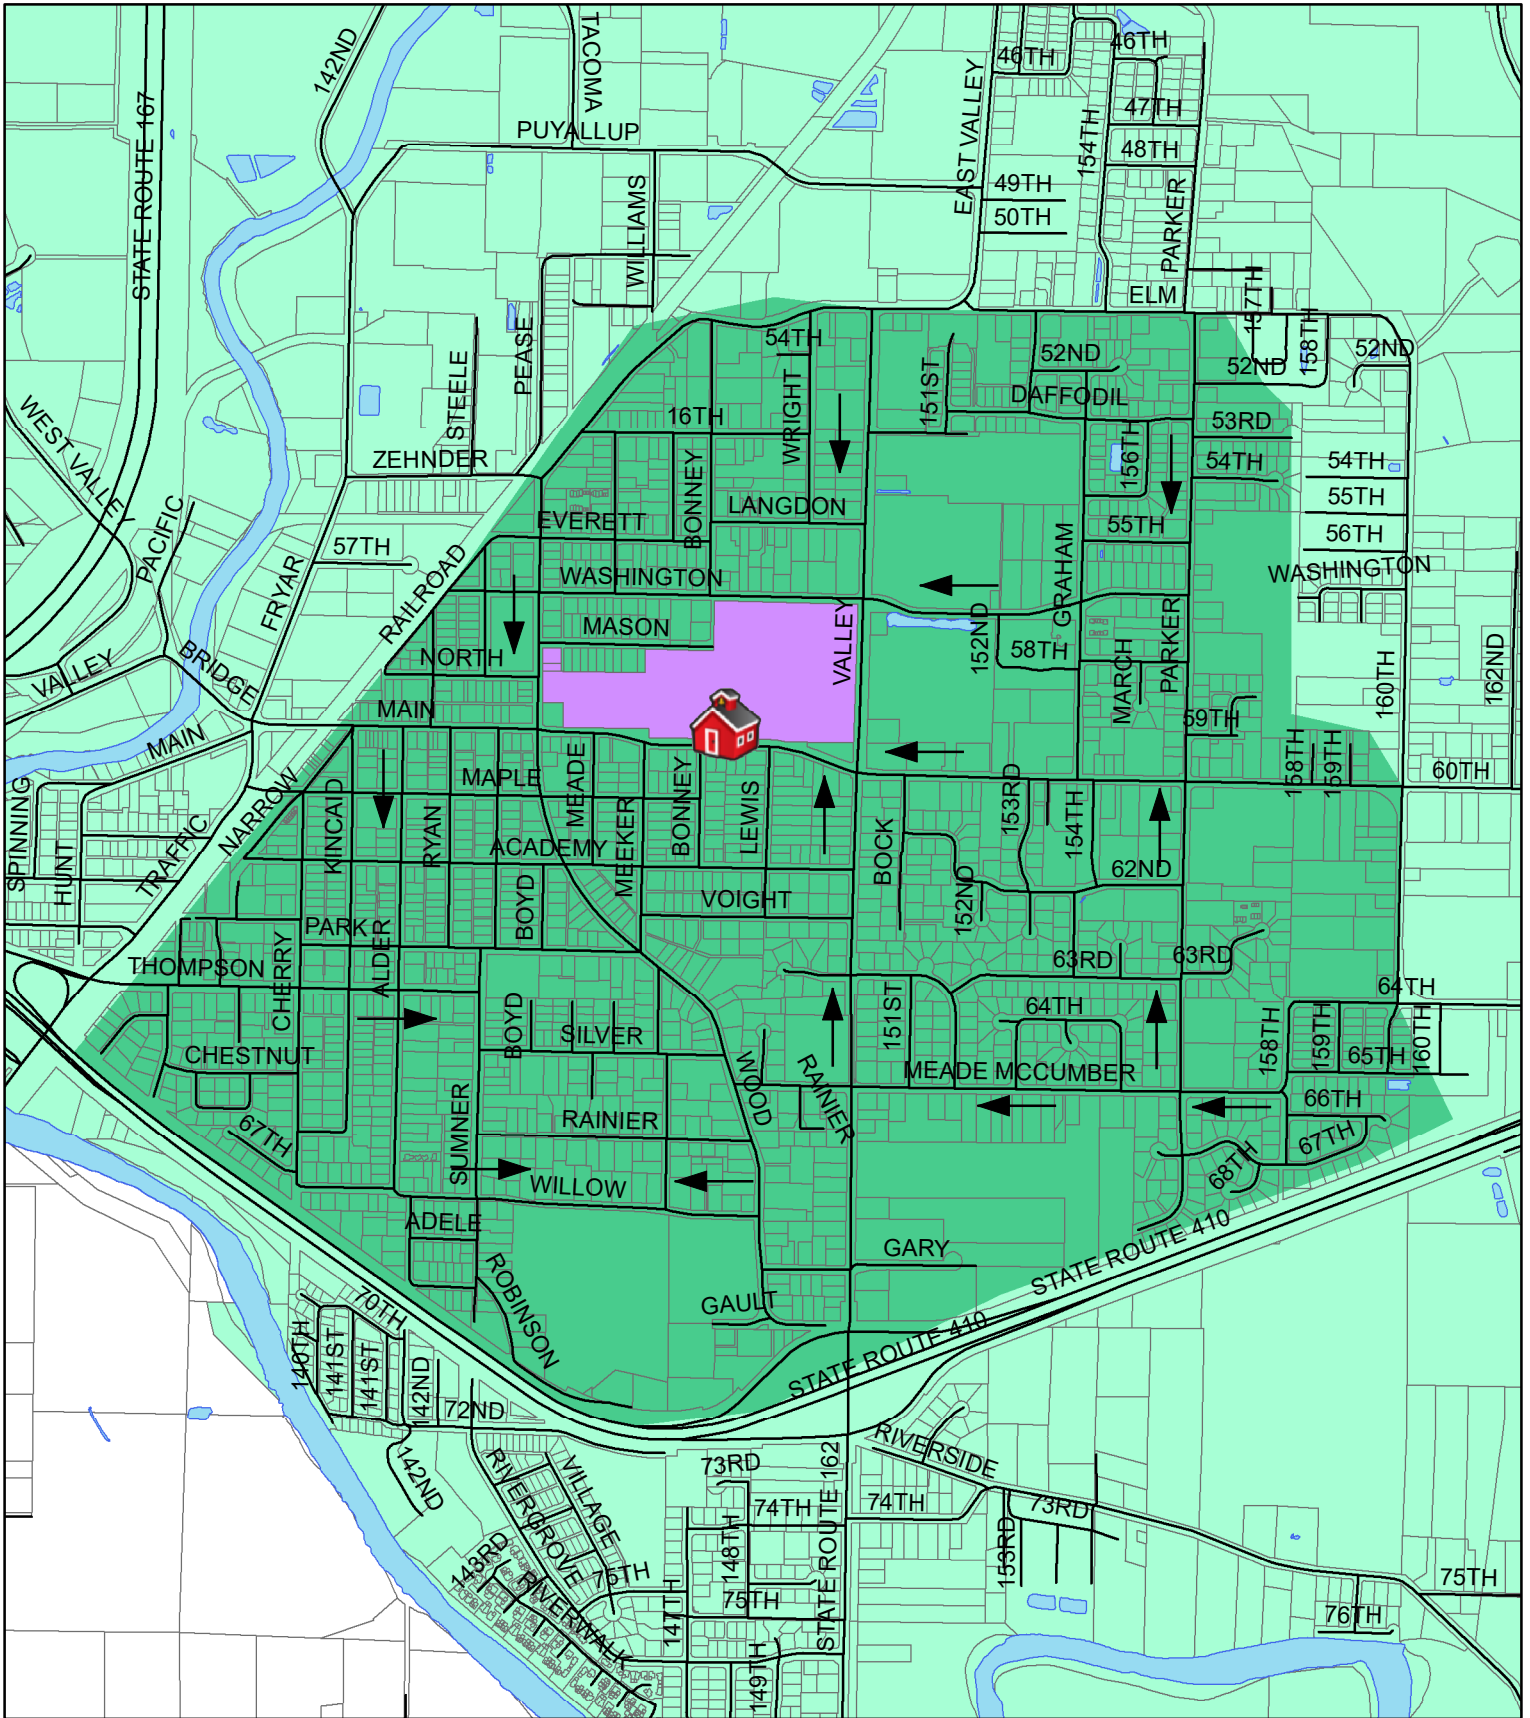 142ND
TACOMA
46TH
46TH
STATE ROUTE 167
PUYALLUP
EAST VALLEY
154TH
47TH
48TH
WILLIAMS
49TH
50TH
PARKER
ELM
157TH
STEELE
PEASE
54TH
151ST
52ND
52ND
158TH
52ND
WEST VALLEY
16TH
WRIGHT
DAFFODIL
53RD
ZEHNDER
BONNEY
156TH
54TH
54TH
PACIFIC
EVERETT
LANGDON
55TH
55TH
57TH
GRAHAM
56TH
FRYAR
RAILROAD
WASHINGTON
WASHINGTON
MASON
VALLEY
152ND
58TH
MARCH
PARKER
160TH
162ND
VALLEY
BRIDGE
NORTH
MAIN
MAIN
59TH
SPINNING
HUNT
TRAFFIC
NARROW
KINCAID
MAPLE
RYAN
MEADE
ACADEMY
MEEKER
BONNEY
LEWIS
BOCK
153RD
154TH
158TH
159TH
60TH
62ND
BOYD
VOIGHT
152ND
PARK
ALDER
THOMPSON
CHERRY
63RD
63RD
64TH
BOYD
SILVER
151ST
64TH
158TH
159TH
160TH
CHESTNUT
WOOD
RAINIER
MEADE MCCUMBER
65TH
66TH
67TH
SUMNER
RAINIER
67TH
68TH
WILLOW
ADELE
ROBINSON
GARY
STATE ROUTE 410
70TH
GAULT
STATE ROUTE 410
140TH
141ST
141ST
142ND
72ND
142ND
RIVERGROVE
VILLAGE
73RD
STATE ROUTE 162
RIVERSIDE
74TH
74TH
73RD
143RD
148TH
153RD
75TH
75TH
75TH
RIVERWALK
147TH
149TH
76TH